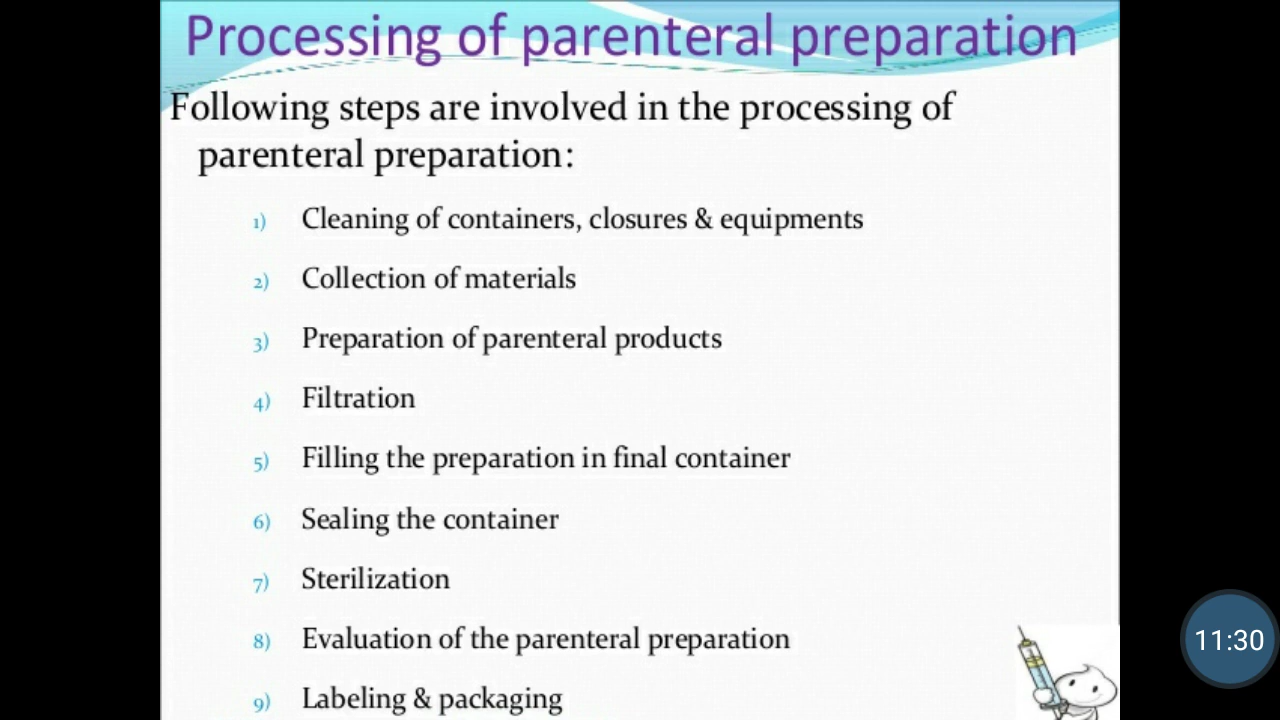 Processing of parenteral preparation
Following steps are involved in the processing of
parenteral preparation:
1) Cleaning of containers, closures & equipments
2) Collection of materials
3) Preparation of parenteral products
4) Filtration
5) Filling the preparation in final container
6) Sealing the container
7) Sterilization
8) Evaluation of the parenteral preparation
9) Labeling & packaging
11:30